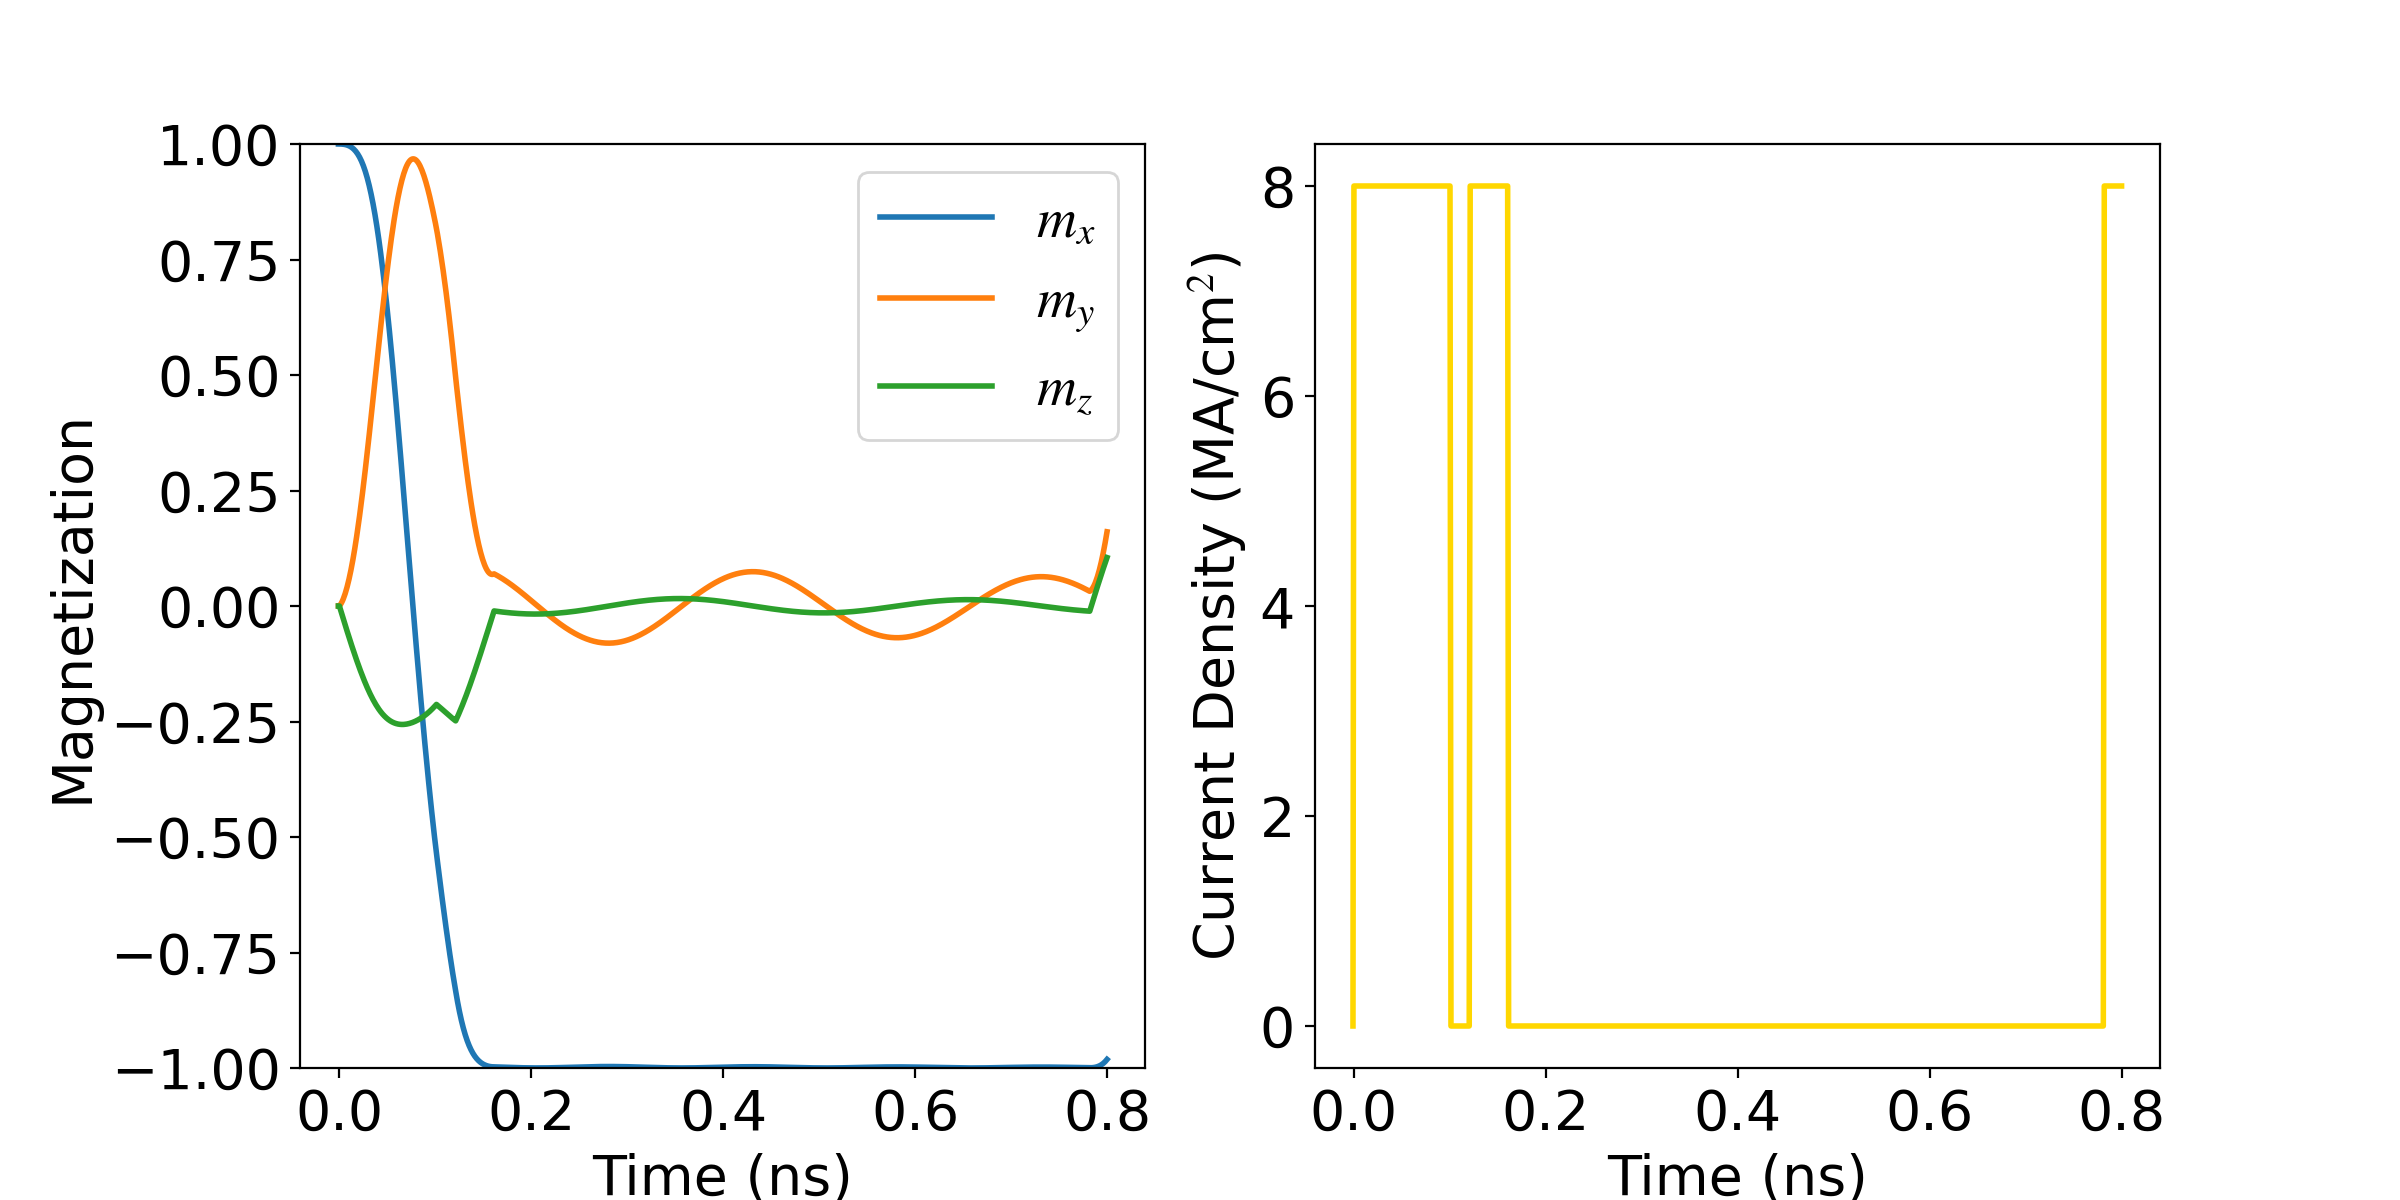 1.00
0.75
0.50
0.25
0.00
−0.25
−0.50
−0.75
−1.00
Magnetization
0.0 0.2 0.4 0.6 0.8
Time (ns)
m_x
m_y
m_z
8
6
4
2
0
Current Density (MA/cm²)
0.0 0.2 0.4 0.6 0.8
Time (ns)